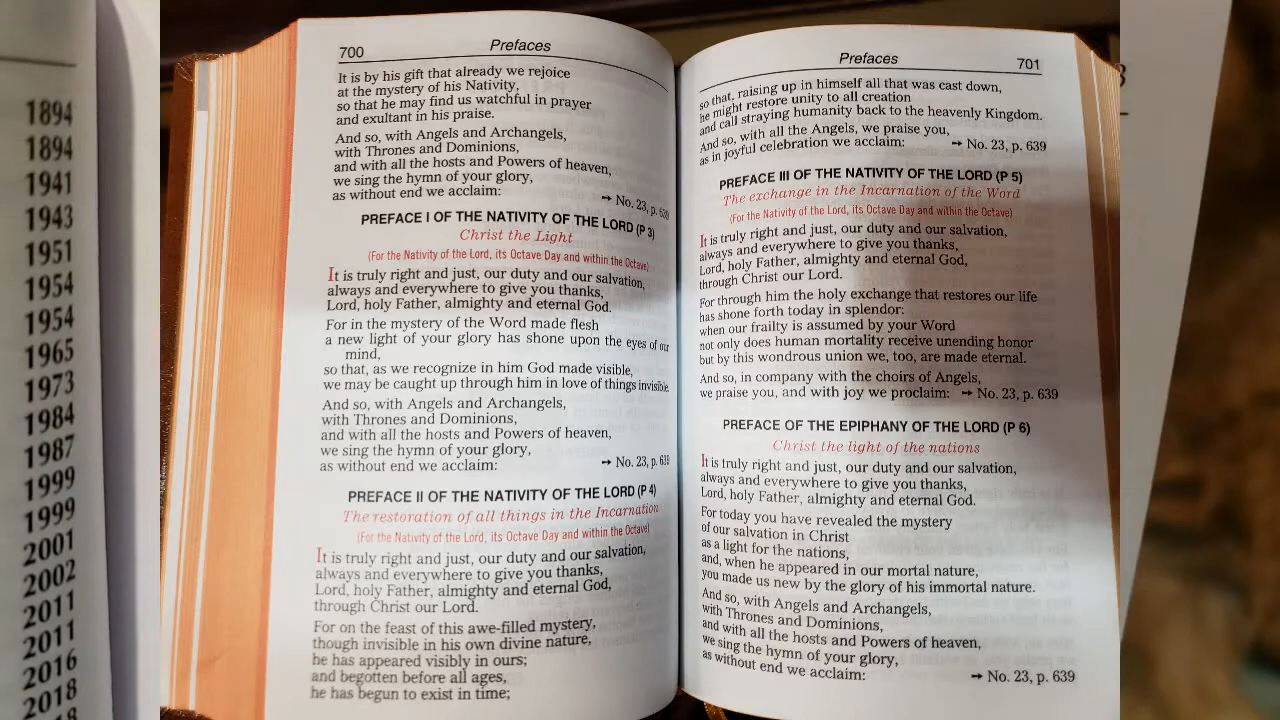 1894
1894
1941
1943
1951
1954
1954
1965
1973
1984
1987
1999
1999
2001
2002
2011
2011
2016
2018
700
Prefaces
It is by his gift that already we rejoice
at the mystery of his Nativity,
so that he may find us watchful in prayer
and exultant in his praise.
And so, with Angels and Archangels,
with Thrones and Dominions,
and with all the hosts and Powers of heaven,
we sing the hymn of your glory,
as without end we acclaim: → No. 23, p. 639
PREFACE I OF THE NATIVITY OF THE LORD (P 3)
Christ the Light
(For the Nativity of the Lord, its Octave Day and within the Octave)
It is truly right and just, our duty and our salvation,
always and everywhere to give you thanks,
Lord, holy Father, almighty and eternal God.
For in the mystery of the Word made flesh
a new light of your glory has shone upon the eyes of our
mind,
so that, as we recognize in him God made visible,
we may be caught up through him in love of things invisible.
And so, with Angels and Archangels,
with Thrones and Dominions,
and with all the hosts and Powers of heaven,
we sing the hymn of your glory,
as without end we acclaim: → No. 23, p. 639
PREFACE II OF THE NATIVITY OF THE LORD (P 4)
The restoration of all things in the Incarnation
(For the Nativity of the Lord, its Octave Day and within the Octave)
It is truly right and just, our duty and our salvation,
always and everywhere to give you thanks,
Lord, holy Father, almighty and eternal God,
through Christ our Lord.
For on the feast of this awe-filled mystery,
though invisible in his own divine nature,
he has appeared visibly in ours;
and begotten before all ages,
he has begun to exist in time;
Prefaces
701
so that, raising up in himself all that was cast down,
he might restore unity to all creation
and call straying humanity back to the heavenly Kingdom.
And so, with all the Angels, we praise you,
as in joyful celebration we acclaim: → No. 23, p. 639
PREFACE III OF THE NATIVITY OF THE LORD (P 5)
The exchange in the Incarnation of the Word
(For the Nativity of the Lord, its Octave Day and within the Octave)
It is truly right and just, our duty and our salvation,
always and everywhere to give you thanks,
Lord, holy Father, almighty and eternal God,
through Christ our Lord.
For through him the holy exchange that restores our life
has shone forth today in splendor:
when our frailty is assumed by your Word
not only does human mortality receive unending honor
but by this wondrous union we, too, are made eternal.
And so, in company with the choirs of Angels,
we praise you, and with joy we proclaim: → No. 23, p. 639
PREFACE OF THE EPIPHANY OF THE LORD (P 6)
Christ the light of the nations
It is truly right and just, our duty and our salvation,
always and everywhere to give you thanks,
Lord, holy Father, almighty and eternal God.
For today you have revealed the mystery
of our salvation in Christ
as a light for the nations,
and, when he appeared in our mortal nature,
you made us new by the glory of his immortal nature.
And so, with Angels and Archangels,
with Thrones and Dominions,
and with all the hosts and Powers of heaven,
we sing the hymn of your glory,
as without end we acclaim: → No. 23, p. 639